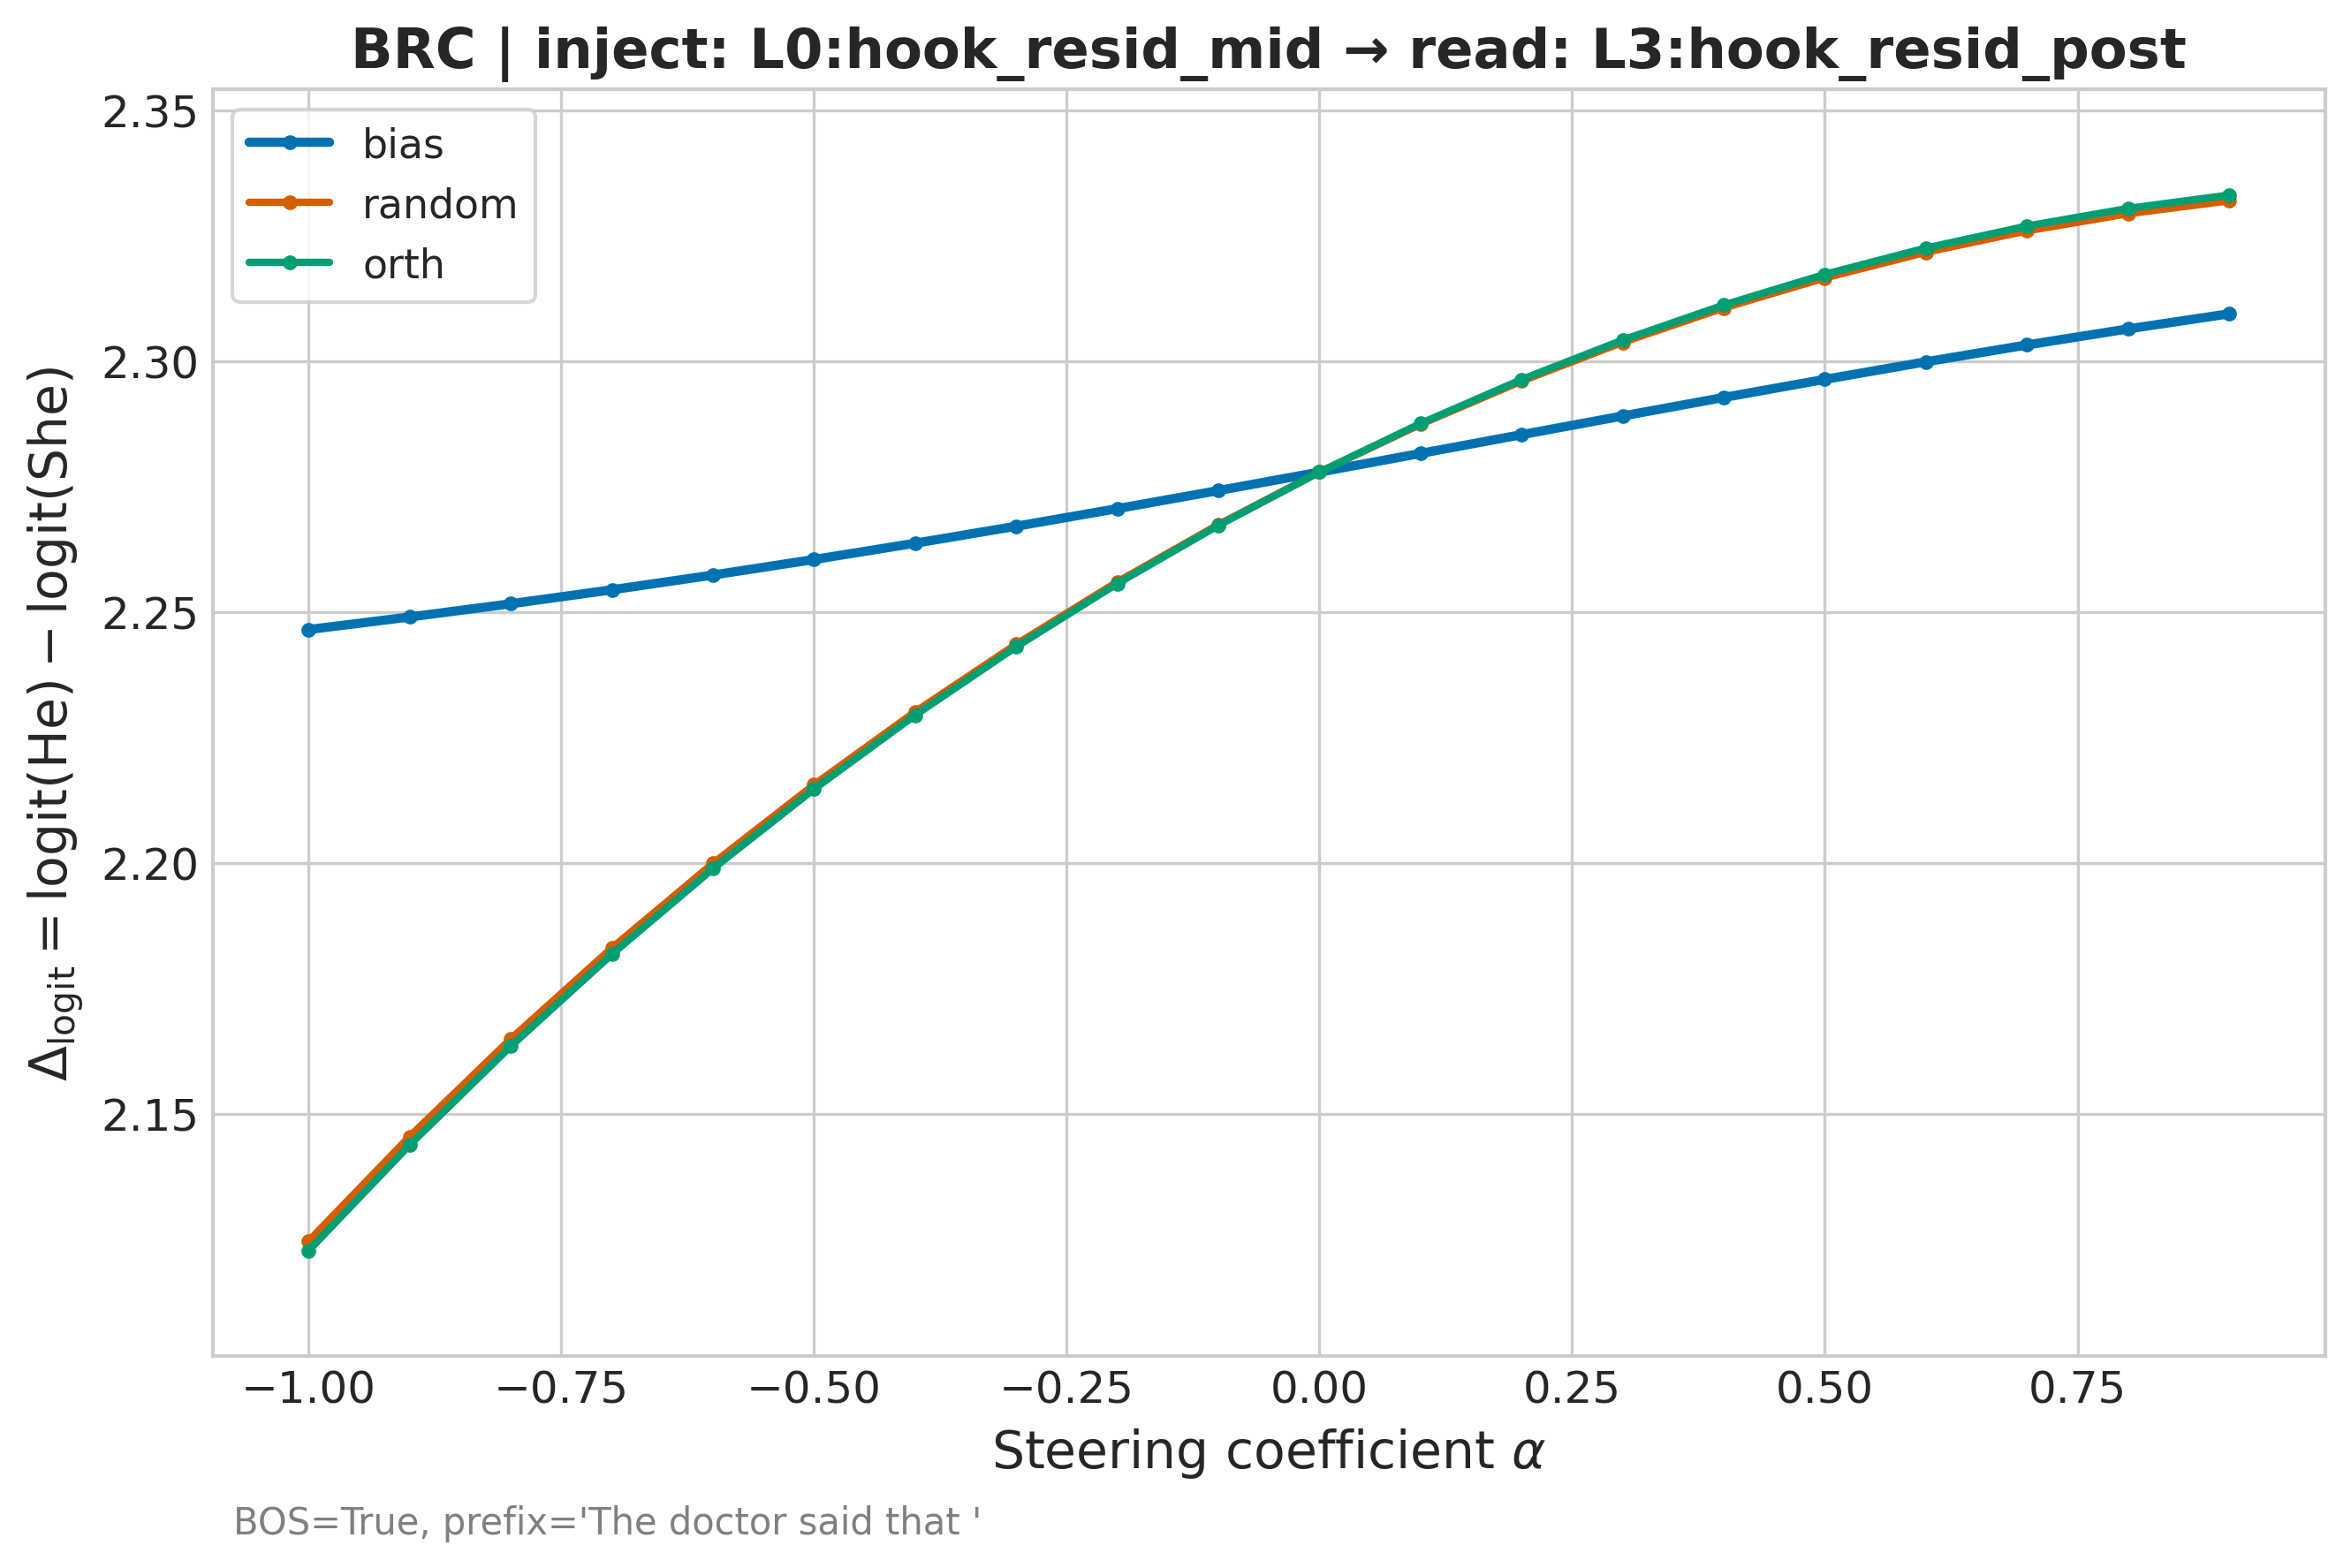 BRC | inject: L0:hook_resid_mid → read: L3:hook_resid_post
bias
random
orth
2.35
2.30
2.25
2.20
2.15
Δlogit = logit(He) − logit(She)
−1.00
−0.75
−0.50
−0.25
0.00
0.25
0.50
0.75
Steering coefficient α
BOS=True, prefix='The doctor said that '